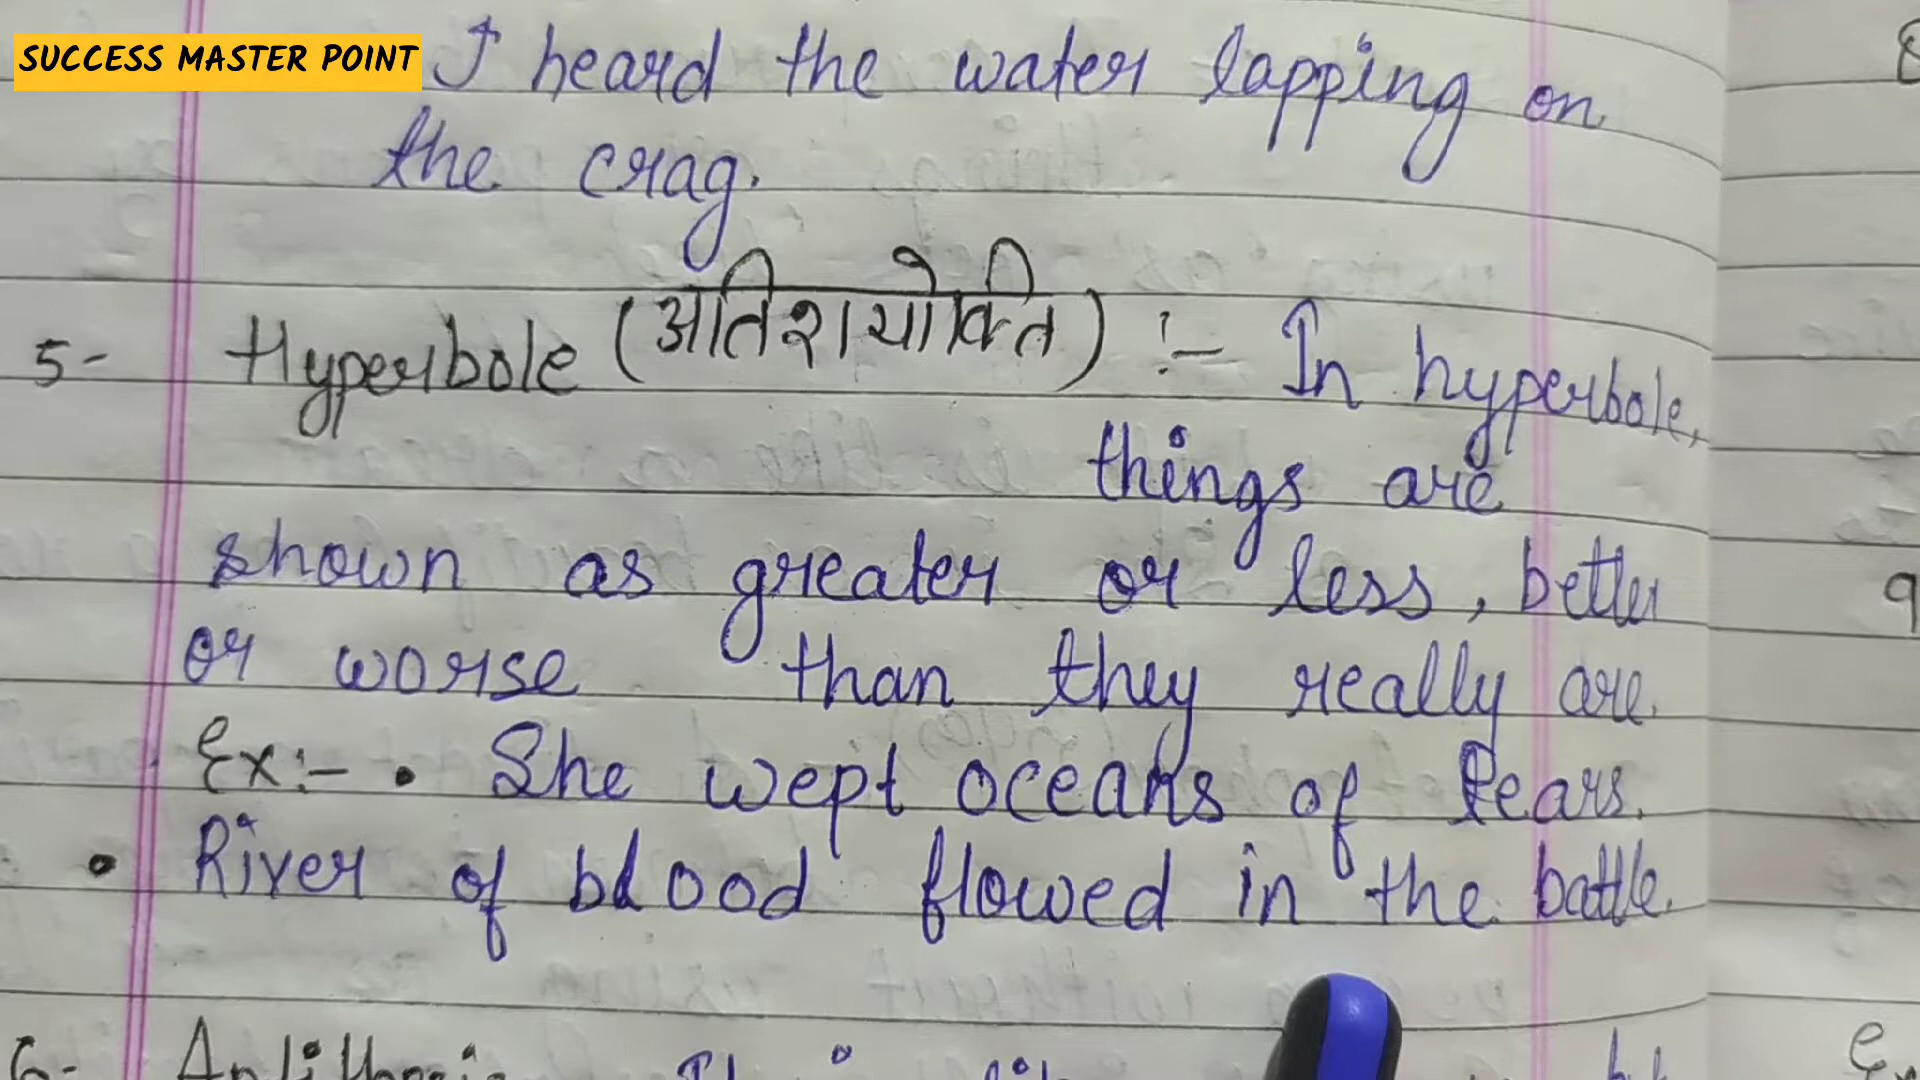 SUCCESS MASTER POINT
I heard the water lapping on
the crag.
5- Hyperbole (अतिशयोक्ति) :- In hyperbole,
things are
shown as greater or less, better
or worse than they really are.
Ex:- • She wept oceans of tears.
• River of blood flowed in the battle.
6- Antithesis